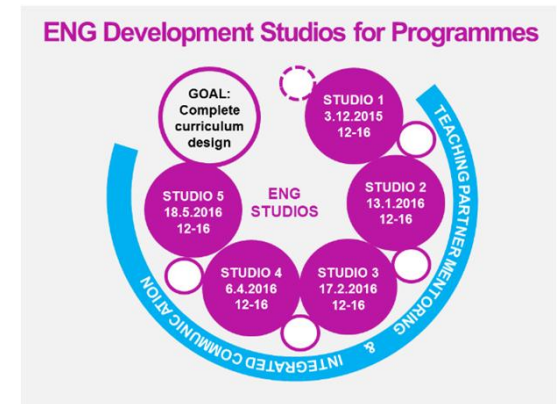 ENG Development Studios for Programmes
GOAL:
Complete
curriculum
design
STUDIO 1
3.12.2015
12-16
STUDIO 2
13.1.2016
12-16
STUDIO 3
17.2.2016
12-16
STUDIO 4
6.4.2016
12-16
STUDIO 5
18.5.2016
12-16
ENG
STUDIOS
TEACHING PARTNER MENTORING & INTEGRATED COMMUNICATION